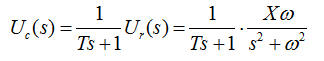 U_c(s) = \frac{1}{Ts+1} U_r(s) = \frac{1}{Ts+1} \cdot \frac{X\omega}{s^2+\omega^2}